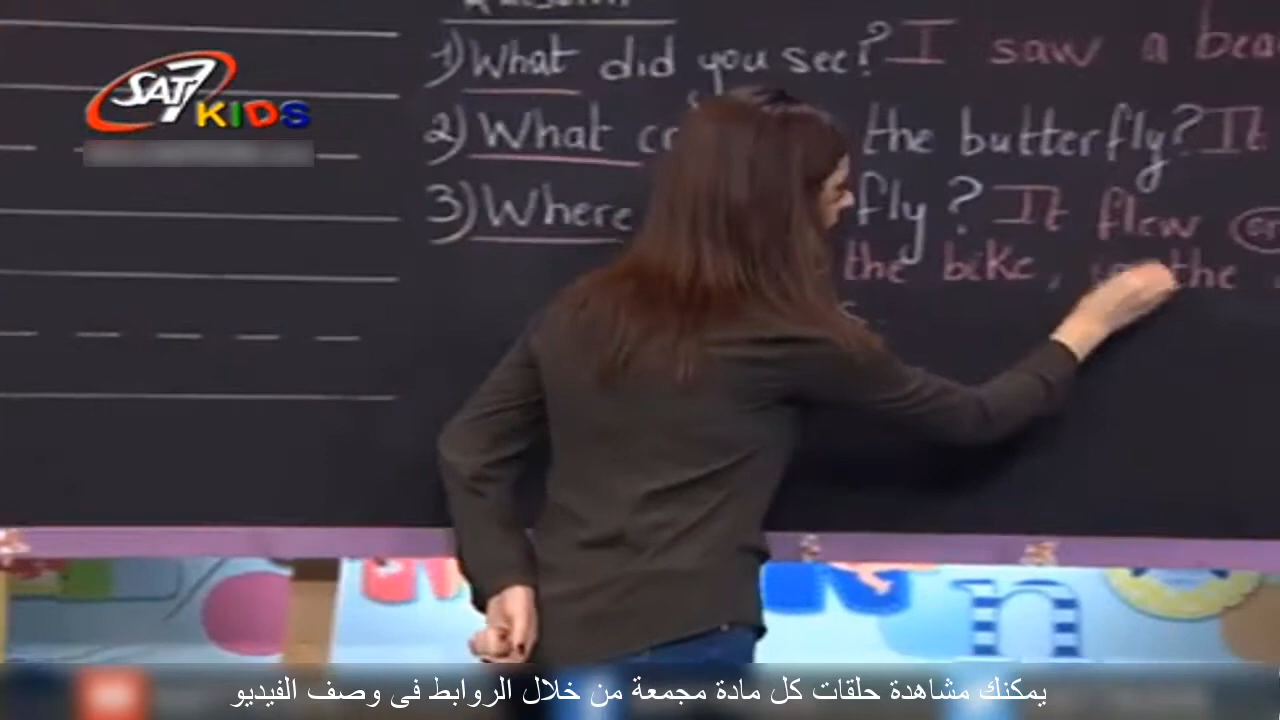 SAT7
KIDS
1) What did you see? I saw a
2) What the butterfly? It
3) Where fly? It flew
the bike, the
n
يمكنك مشاهدة حلقات كل مادة مجمعة من خلال الروابط فى وصف الفيديو